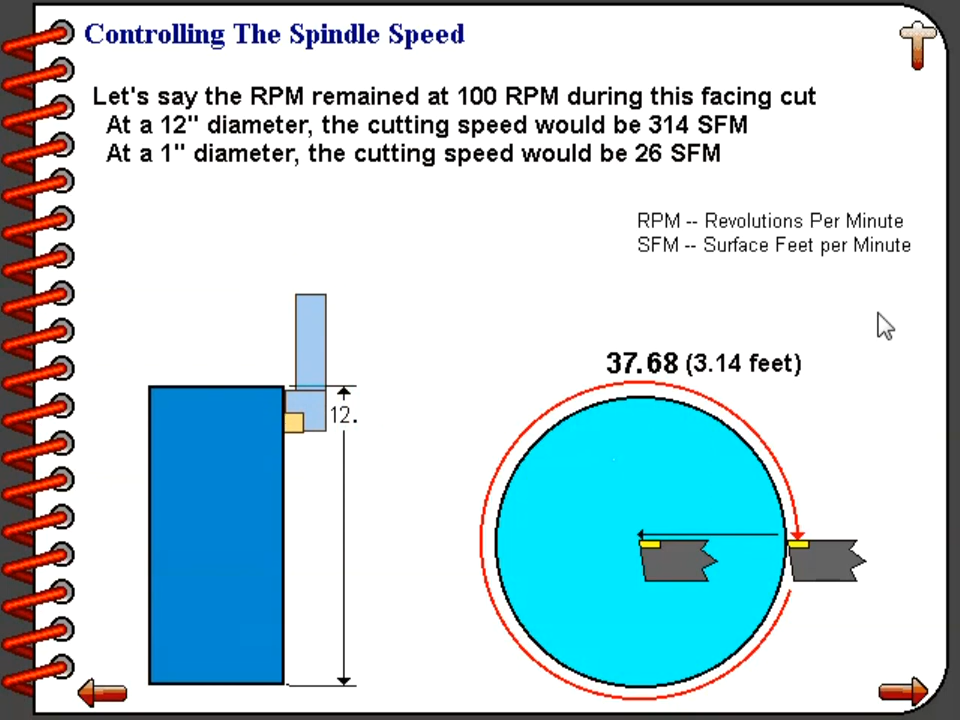 Controlling The Spindle Speed
Let's say the RPM remained at 100 RPM during this facing cut
At a 12" diameter, the cutting speed would be 314 SFM
At a 1" diameter, the cutting speed would be 26 SFM
RPM -- Revolutions Per Minute
SFM -- Surface Feet per Minute
37.68 (3.14 feet)
12.